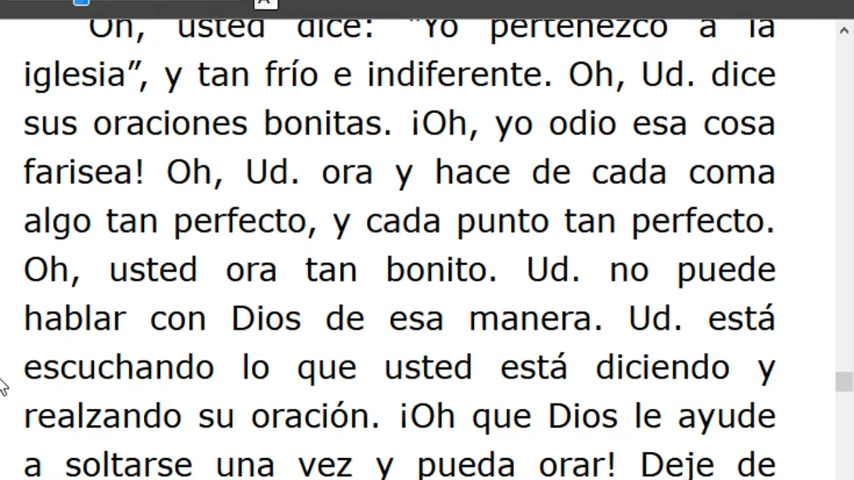 Oh, usted dice: “Yo pertenezco a la
iglesia”, y tan frío e indiferente. Oh, Ud. dice
sus oraciones bonitas. ¡Oh, yo odio esa cosa
farisea! Oh, Ud. ora y hace de cada coma
algo tan perfecto, y cada punto tan perfecto.
Oh, usted ora tan bonito. Ud. no puede
hablar con Dios de esa manera. Ud. está
escuchando lo que usted está diciendo y
realzando su oración. ¡Oh que Dios le ayude
a soltarse una vez y pueda orar! Deje de